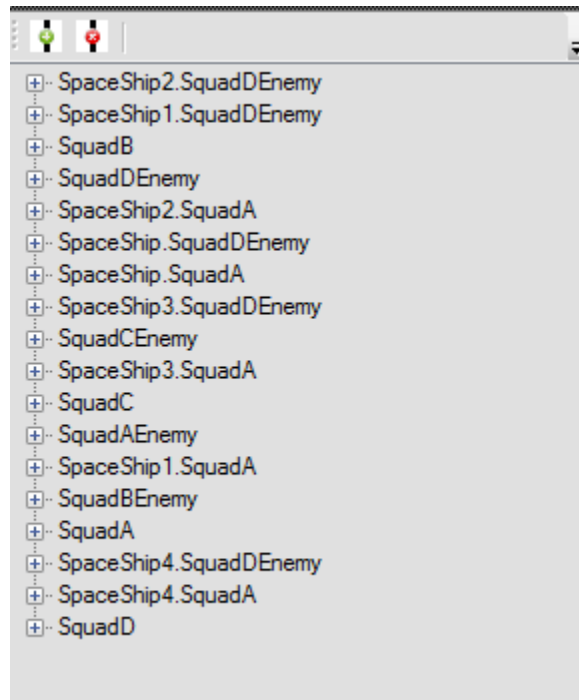 SpaceShip2.SquadDEnemy
SpaceShip1.SquadDEnemy
SquadB
SquadDEnemy
SpaceShip2.SquadA
SpaceShip.SquadDEnemy
SpaceShip.SquadA
SpaceShip3.SquadDEnemy
SquadCEnemy
SpaceShip3.SquadA
SquadC
SquadAEnemy
SpaceShip1.SquadA
SquadBEnemy
SquadA
SpaceShip4.SquadDEnemy
SpaceShip4.SquadA
SquadD